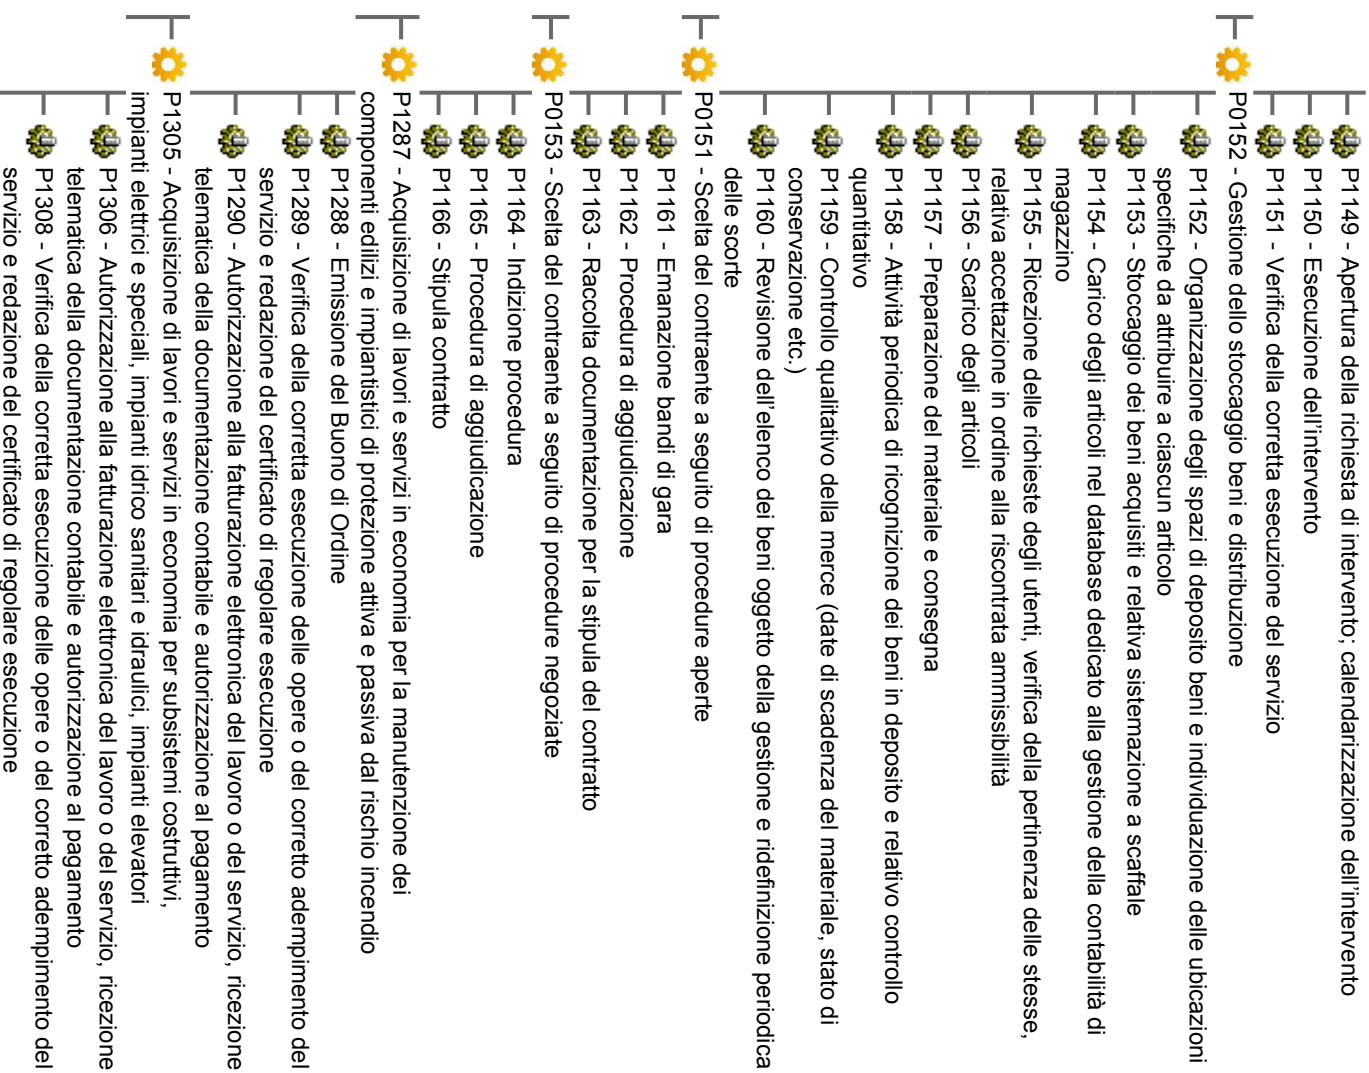 P1149 - Apertura della richiesta di intervento; calendarizzazione dell'intervento
P1150 - Esecuzione dell'intervento
P1151 - Verifica della corretta esecuzione del servizio
P0152 - Gestione dello stoccaggio beni e distribuzione
P1152 - Organizzazione degli spazi di deposito beni e individuazione delle ubicazioni
specifiche da attribuire a ciascun articolo
P1153 - Stoccaggio dei beni acquisiti e relativa sistemazione a scaffale
P1154 - Carico degli articoli nel database dedicato alla gestione della contabilità di
magazzino
P1155 - Ricezione delle richieste degli utenti, verifica della pertinenza delle stesse,
relativa accettazione in ordine alla riscontrata ammissibilità
P1156 - Scarico degli articoli
P1157 - Preparazione del materiale e consegna
P1158 - Attività periodica di ricognizione dei beni in deposito e relativo controllo
quantitativo
P1159 - Controllo qualitativo della merce (date di scadenza del materiale, stato di
conservazione etc.)
P1160 - Revisione dell'elenco dei beni oggetto della gestione e ridefinizione periodica
delle scorte
P0151 - Scelta del contraente a seguito di procedure aperte
P1161 - Emanazione bandi di gara
P1162 - Procedura di aggiudicazione
P1163 - Raccolta documentazione per la stipula del contratto
P0153 - Scelta del contraente a seguito di procedure negoziate
P1164 - Indizione procedura
P1165 - Procedura di aggiudicazione
P1166 - Stipula contratto
P1287 - Acquisizione di lavori e servizi in economia per la manutenzione dei
componenti edilizi e impiantistici di protezione attiva e passiva dal rischio incendio
P1288 - Emissione del Buono di Ordine
P1289 - Verifica della corretta esecuzione delle opere o del corretto adempimento del
servizio e redazione del certificato di regolare esecuzione
P1290 - Autorizzazione alla fatturazione elettronica del lavoro o del servizio, ricezione
telematica della documentazione contabile e autorizzazione al pagamento
P1305 - Acquisizione di lavori e servizi in economia per subsistemi costruttivi,
impianti elettrici e speciali, impianti idrico sanitari e idraulici, impianti elevatori
P1306 - Autorizzazione alla fatturazione elettronica del lavoro o del servizio, ricezione
telematica della documentazione contabile e autorizzazione al pagamento
P1308 - Verifica della corretta esecuzione delle opere o del corretto adempimento del
servizio e redazione del certificato di regolare esecuzione